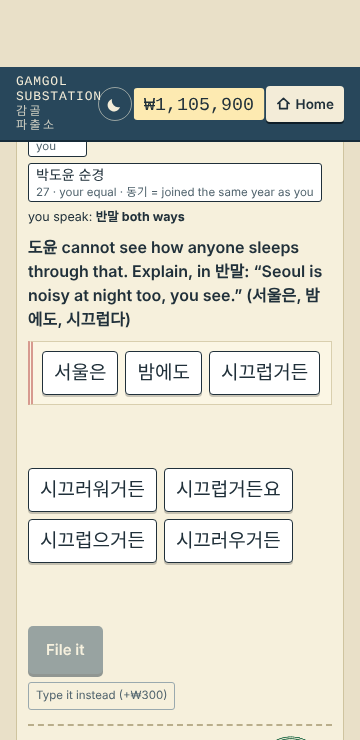 GAMGOL
SUBSTATION
감골
파출소
₩1,105,900
Home
you
박도윤 순경
27 · your equal · 동기 = joined the same year as you
you speak: 반말 both ways
도윤 cannot see how anyone sleeps
through that. Explain, in 반말: “Seoul is
noisy at night too, you see.” (서울은, 밤
에도, 시끄럽다)
서울은 밤에도 시끄럽거든
시끄러워거든 시끄럽거든요
시끄럽으거든 시끄러우거든
File it
Type it instead (+₩300)